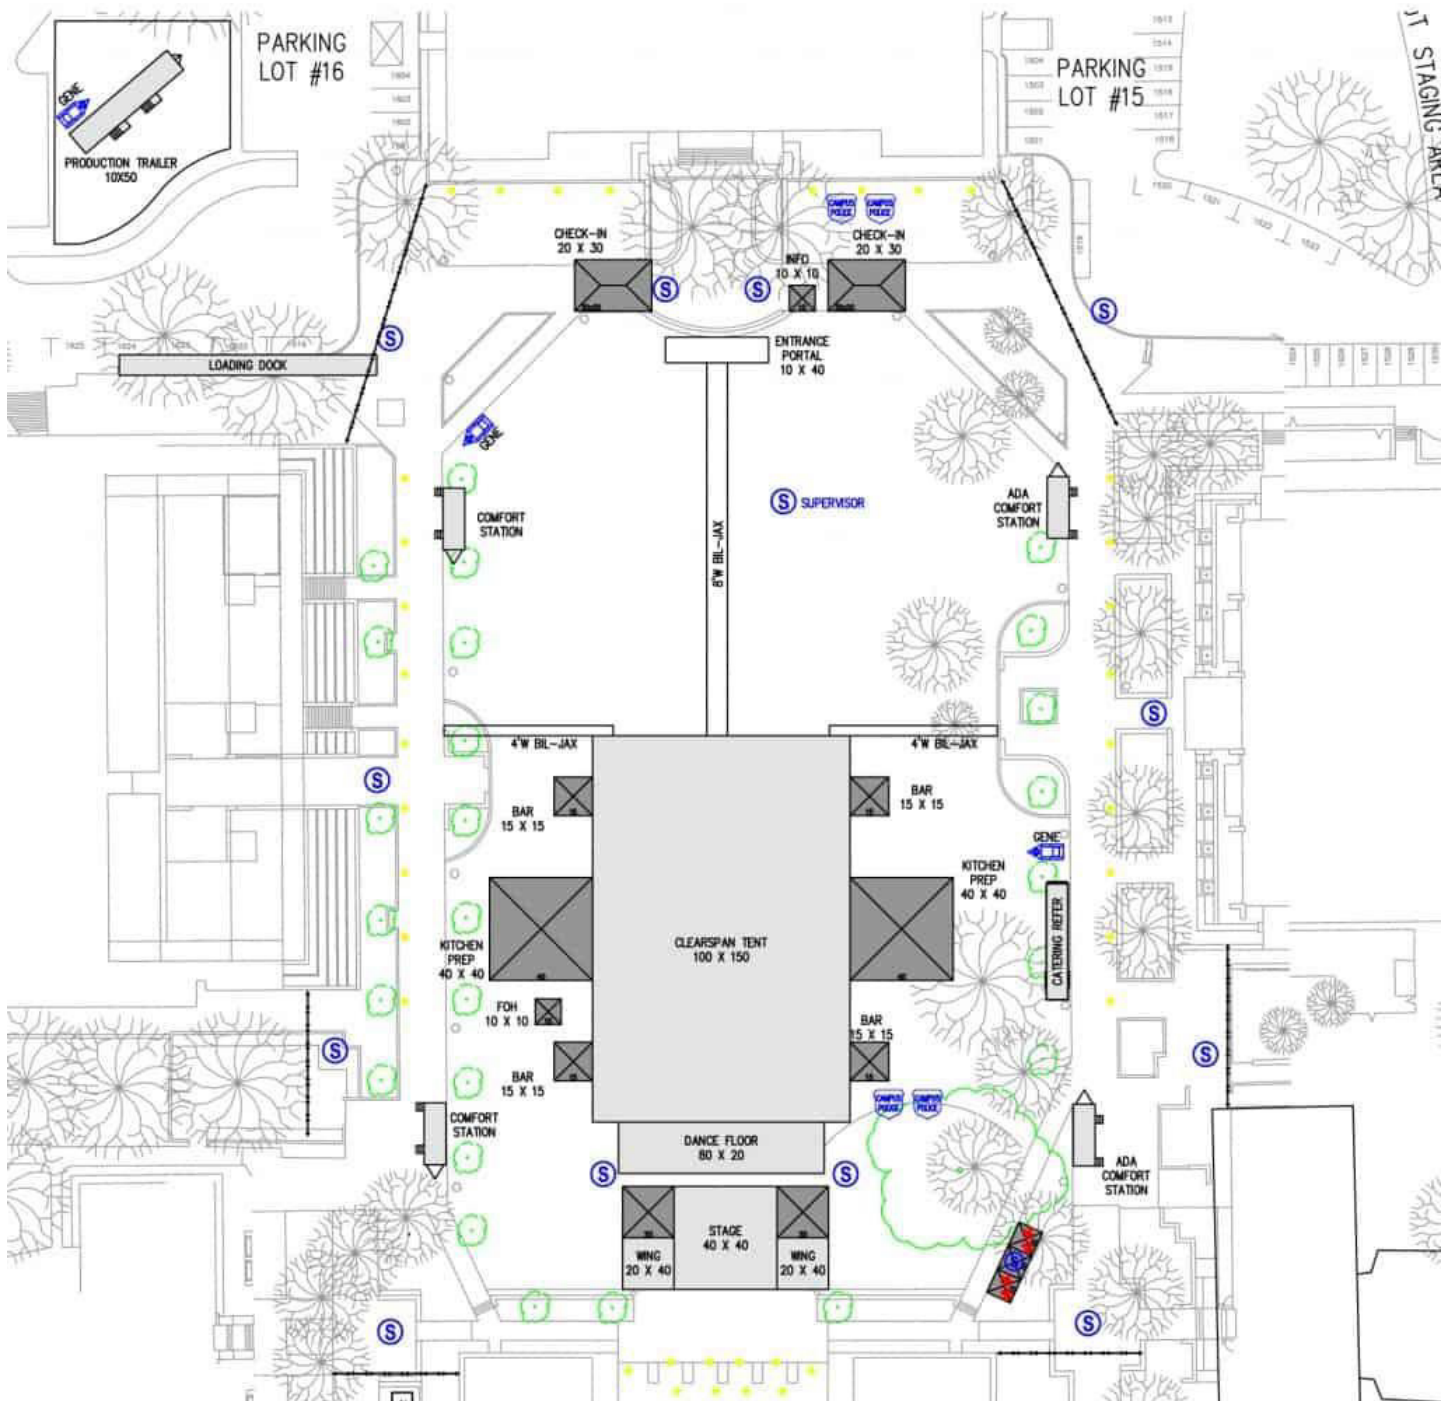 PARKING
LOT #16
GENE
PRODUCTION TRAILER
10X50
PARKING
LOT #15
STAGING AREA
CAMPUS
POLICE
CAMPUS
POLICE
CHECK-IN
20 X 30
INFO
10 X 10
CHECK-IN
20 X 30
S
S
S
S
LOADING DOCK
ENTRANCE
PORTAL
10 X 40
GENE
COMFORT
STATION
8'W BIL-JAX
S SUPERVISOR
ADA
COMFORT
STATION
S
4'W BIL-JAX
4'W BIL-JAX
S
BAR
15 X 15
BAR
15 X 15
GENE
KITCHEN
PREP
40 X 40
CATERING REFER
KITCHEN
PREP
40 X 40
CLEARSPAN TENT
100 X 150
FOH
10 X 10
BAR
15 X 15
S
S
BAR
15 X 15
CAMPUS
POLICE
CAMPUS
POLICE
COMFORT
STATION
DANCE FLOOR
80 X 20
S
S
ADA
COMFORT
STATION
STAGE
40 X 40
WING
20 X 40
WING
20 X 40
S
S